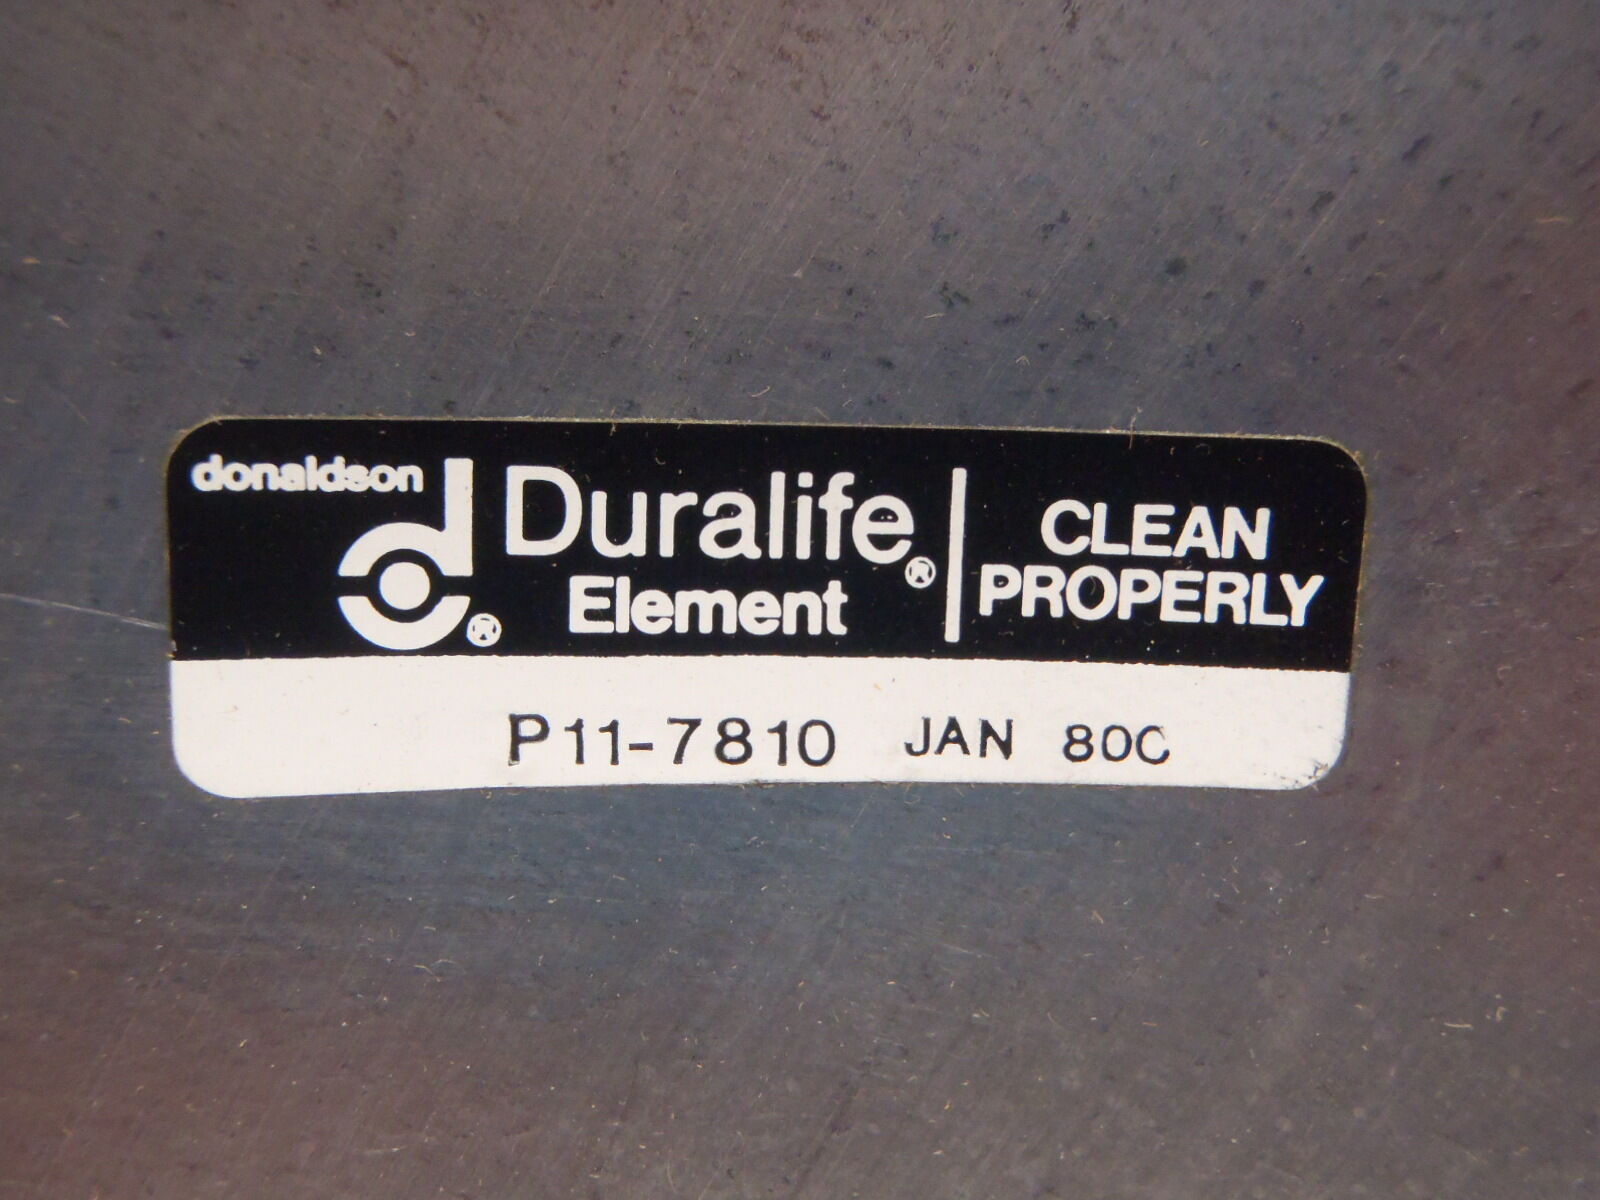 donaldson
d®
Duralife®
Element
CLEAN
PROPERLY
P11-7810 JAN 80C